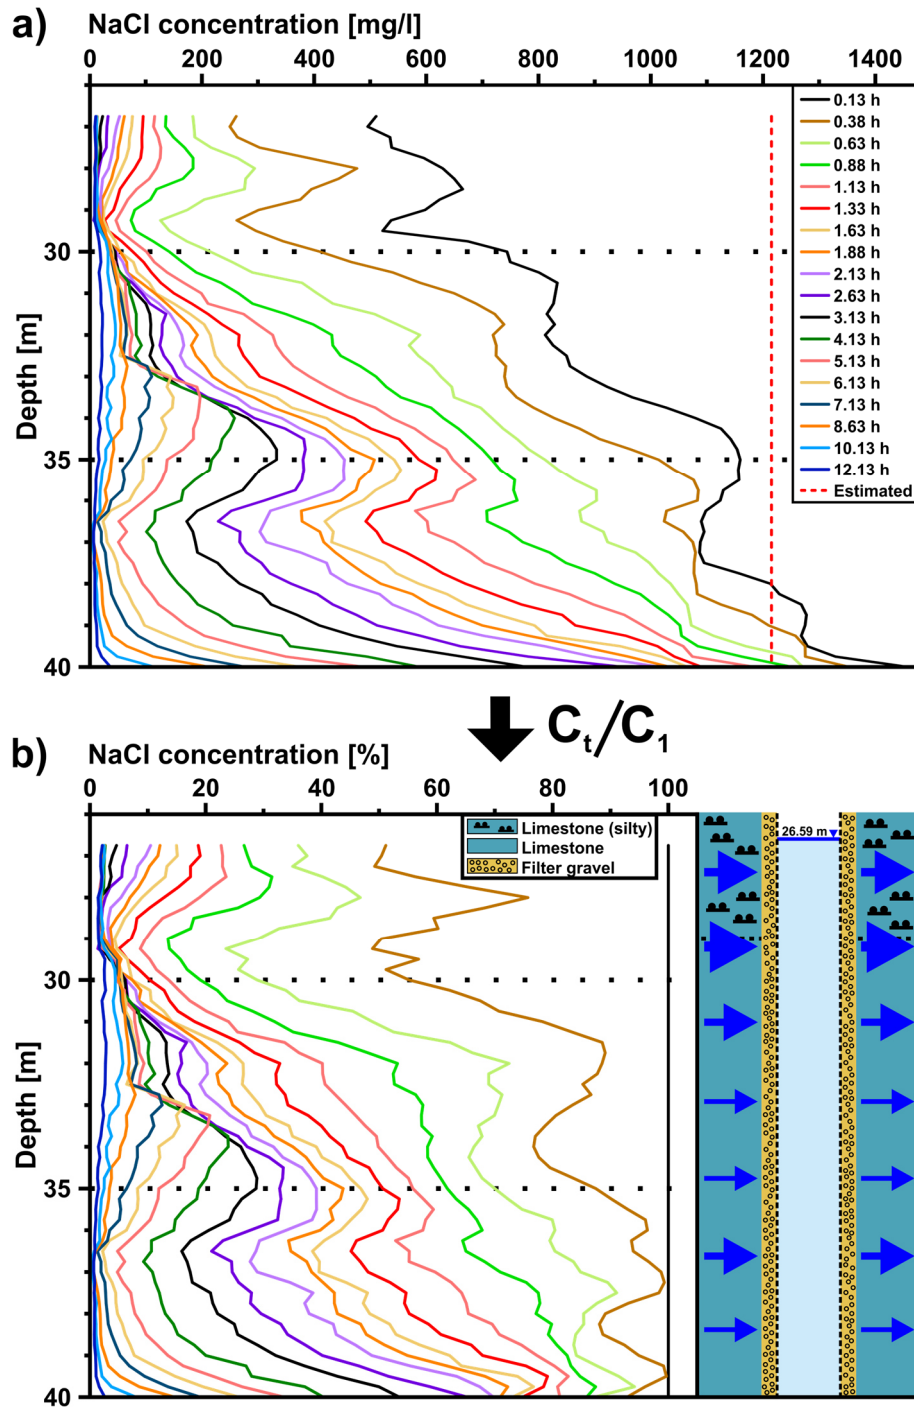 a)
NaCl concentration [mg/l]
0 200 400 600 800 1000 1200 1400
0.13 h
0.38 h
0.63 h
0.88 h
1.13 h
1.33 h
1.63 h
1.88 h
2.13 h
2.63 h
3.13 h
4.13 h
5.13 h
6.13 h
7.13 h
8.63 h
10.13 h
12.13 h
Estimated
Depth [m]
30
35
40
Ct/C1
b)
NaCl concentration [%]
0 20 40 60 80 100
Limestone (silty)
Limestone
Filter gravel
26.59 m
Depth [m]
30
35
40